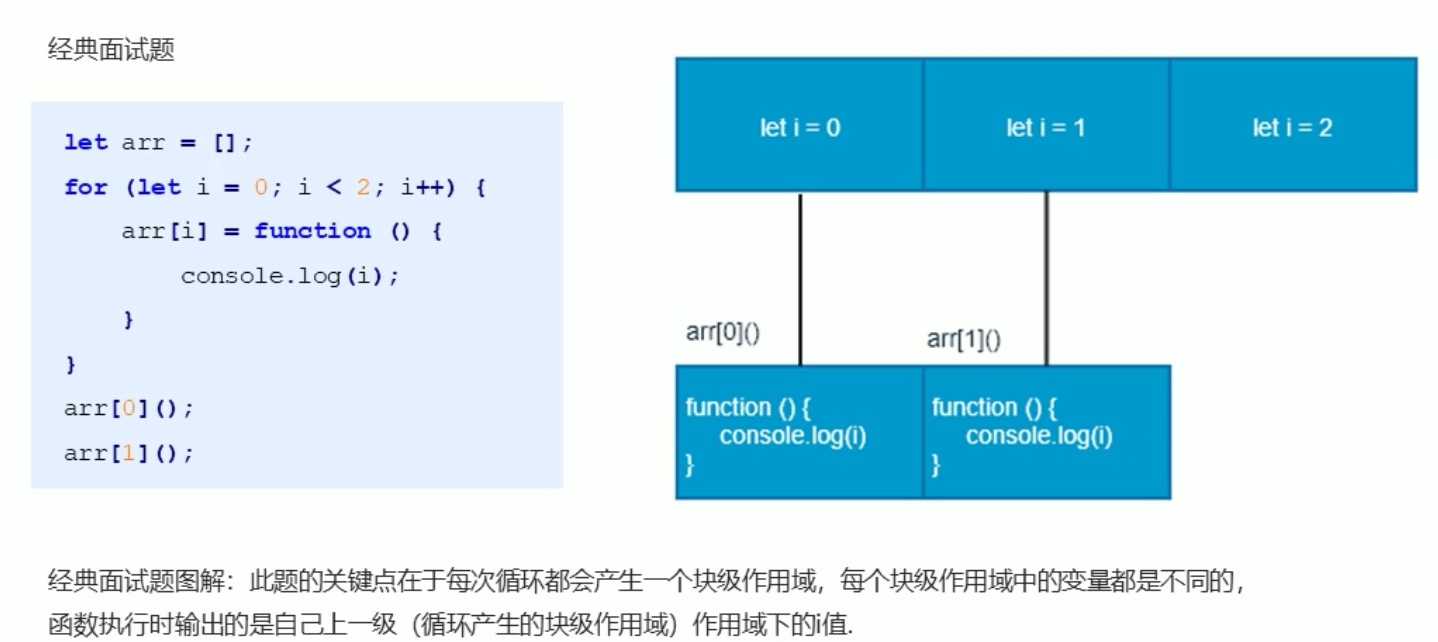 经典面试题
let arr = [];
for (let i = 0; i < 2; i++) {
    arr[i] = function () {
        console.log(i);
    }
}
arr[0]();
arr[1]();
let i = 0
let i = 1
let i = 2
arr[0]()
arr[1]()
function () {
    console.log(i)
}
function () {
    console.log(i)
}
经典面试题图解：此题的关键点在于每次循环都会产生一个块级作用域，每个块级作用域中的变量都是不同的，
函数执行时输出的是自己上一级（循环产生的块级作用域）作用域下的i值.